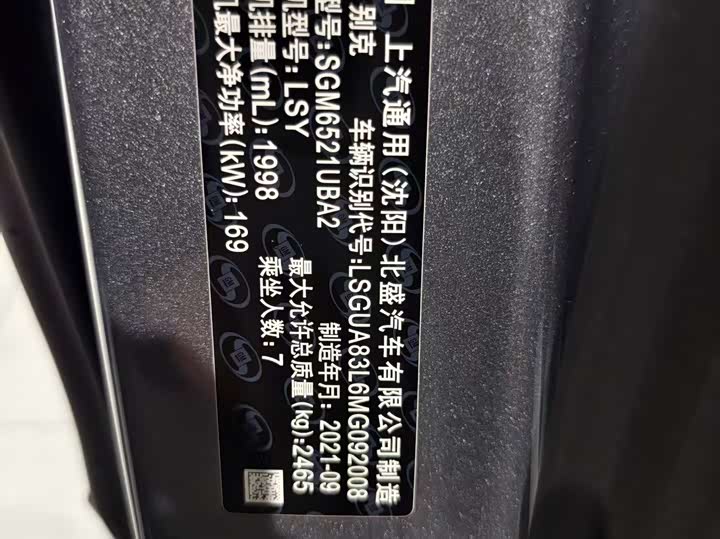 上汽通用(沈阳)北盛汽车有限公司制造
别克 车辆识别代号:LSGUA83L6MG092008
型号:SGM6521UBA2 制造年月:2021-09
机型号:LSY 最大允许总质量(kg):2465
机排量(mL):1998 乘坐人数:7
机最大净功率(kW):169